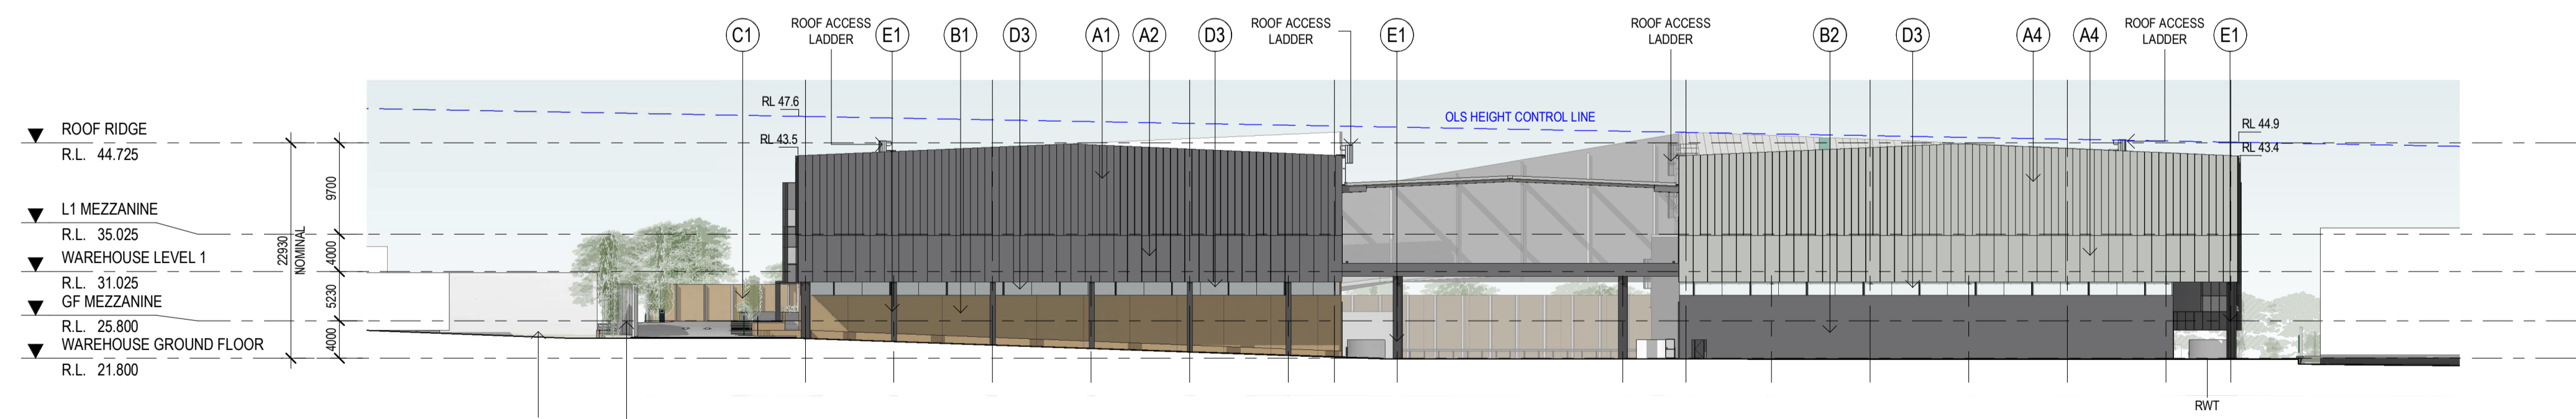 C1
ROOF ACCESS
LADDER
E1
B1
D3
A1
A2
D3
ROOF ACCESS
LADDER
E1
ROOF ACCESS
LADDER
B2
D3
A4
A4
ROOF ACCESS
LADDER
E1
RL 47.6
OLS HEIGHT CONTROL LINE
RL 44.9
RL 43.5
RL 43.4
ROOF RIDGE
R.L. 44.725
9700
L1 MEZZANINE
R.L. 35.025
22930
NOMINAL
4000
WAREHOUSE LEVEL 1
R.L. 31.025
5230
GF MEZZANINE
R.L. 25.800
4000
WAREHOUSE GROUND FLOOR
R.L. 21.800
RWT